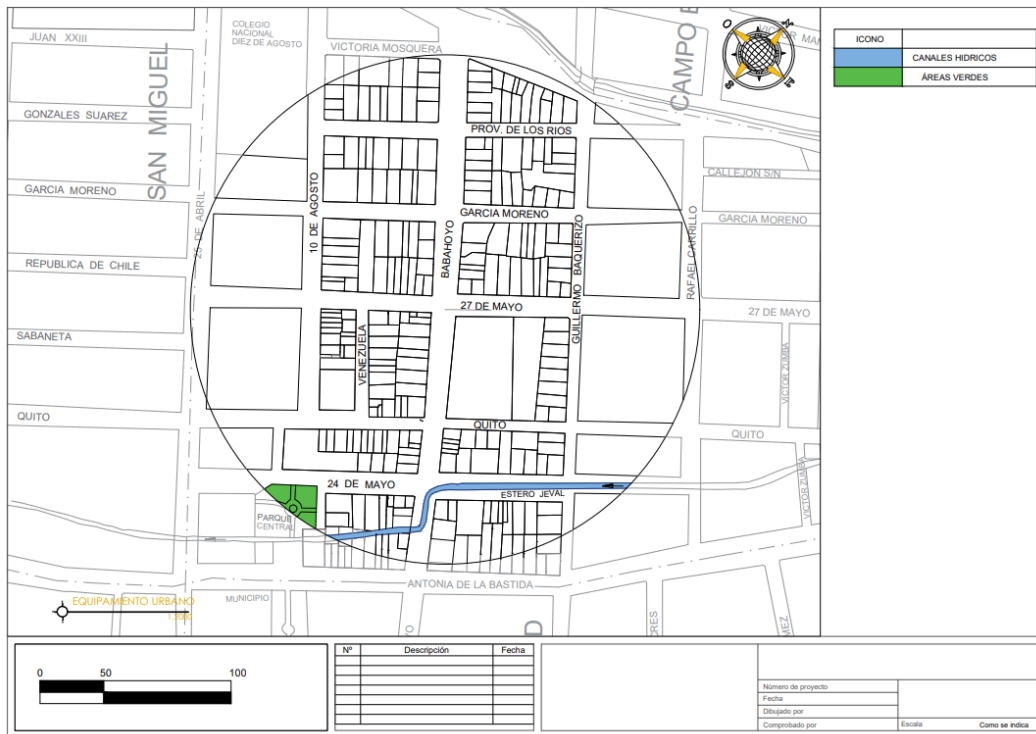 JUAN XXIII
GONZALES SUAREZ
GARCIA MORENO
REPUBLICA DE CHILE
SABANETA
QUITO
SAN MIGUEL
25 DE ABRIL
COLEGIO
NACIONAL
DIEZ DE AGOSTO
VICTORIA MOSQUERA
10 DE AGOSTO
PROV. DE LOS RIOS
GARCIA MORENO
BABAHOYO
GUILLERMO BAQUERIZO
27 DE MAYO
VENEZUELA
QUITO
24 DE MAYO
ESTERO JEVAL
PARQUE
CENTRAL
ANTONIA DE LA BASTIDA
MUNICIPIO
EQUIPAMIENTO URBANO
CAMPO
O
S
RAFAEL CARRILLO
CALLEJON S/N
GARCIA MORENO
27 DE MAYO
VICTOR ZUMBA
QUITO
VICTOR ZUMBA
D
ICONO
CANALES HIDRICOS
ÁREAS VERDES
0 50 100
Nº Descripción Fecha
Número de proyecto
Fecha
Dibujado por
Comprobado por
Escala Como se indica